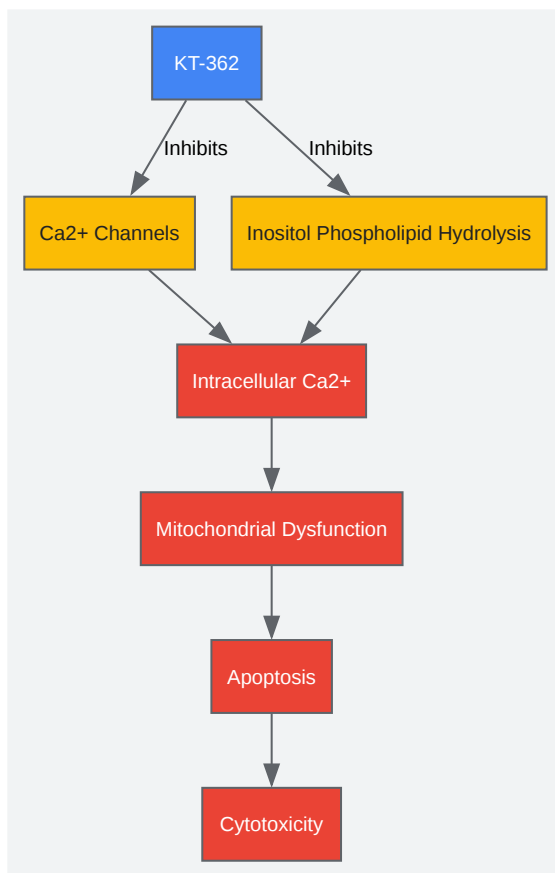 KT-362
Inhibits
Inhibits
Ca2+ Channels
Inositol Phospholipid Hydrolysis
Intracellular Ca2+
Mitochondrial Dysfunction
Apoptosis
Cytotoxicity